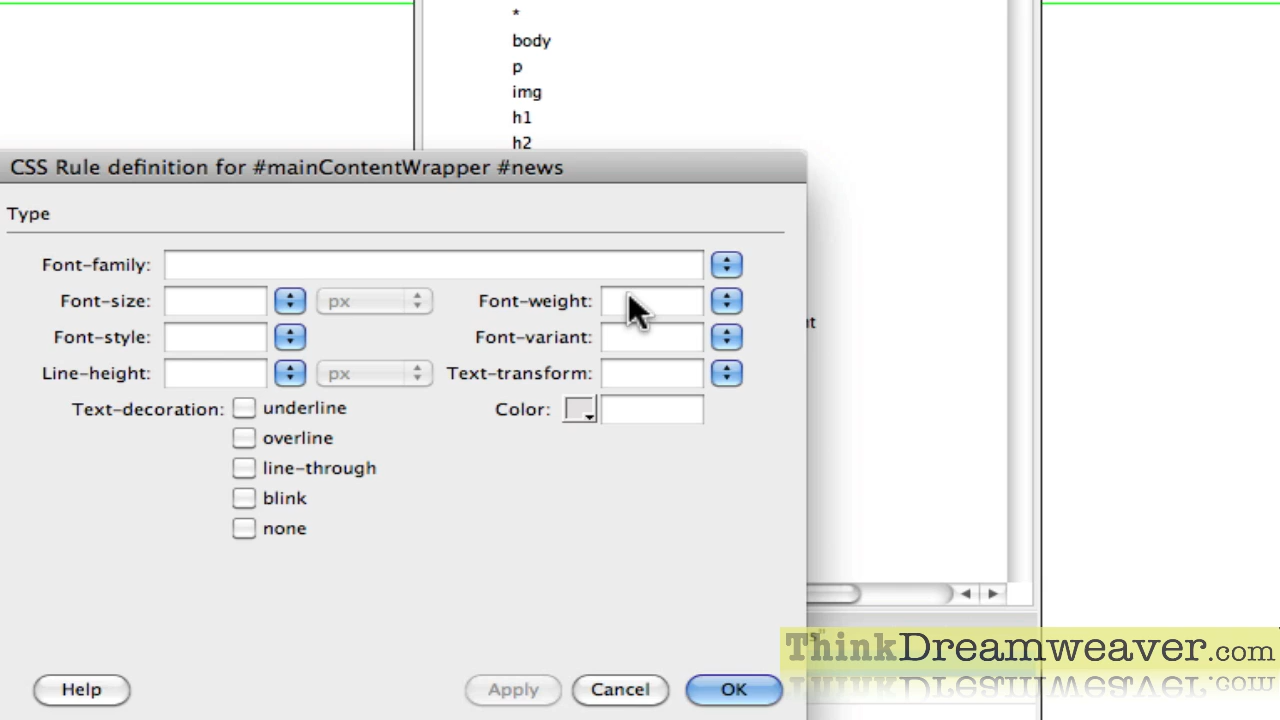 *
body
p
img
h1
h2
CSS Rule definition for #mainContentWrapper #news
Type
Font-family:
Font-size: px Font-weight:
Font-style: Font-variant:
Line-height: px Text-transform:
Text-decoration: underline Color:
overline
line-through
blink
none
Help Apply Cancel OK
ThinkDreamweaver.com